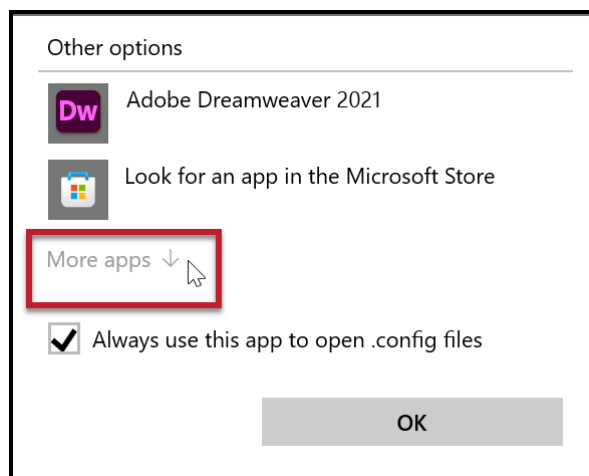 Other options
Dw
Adobe Dreamweaver 2021
Look for an app in the Microsoft Store
More apps ↓
Always use this app to open .config files
OK